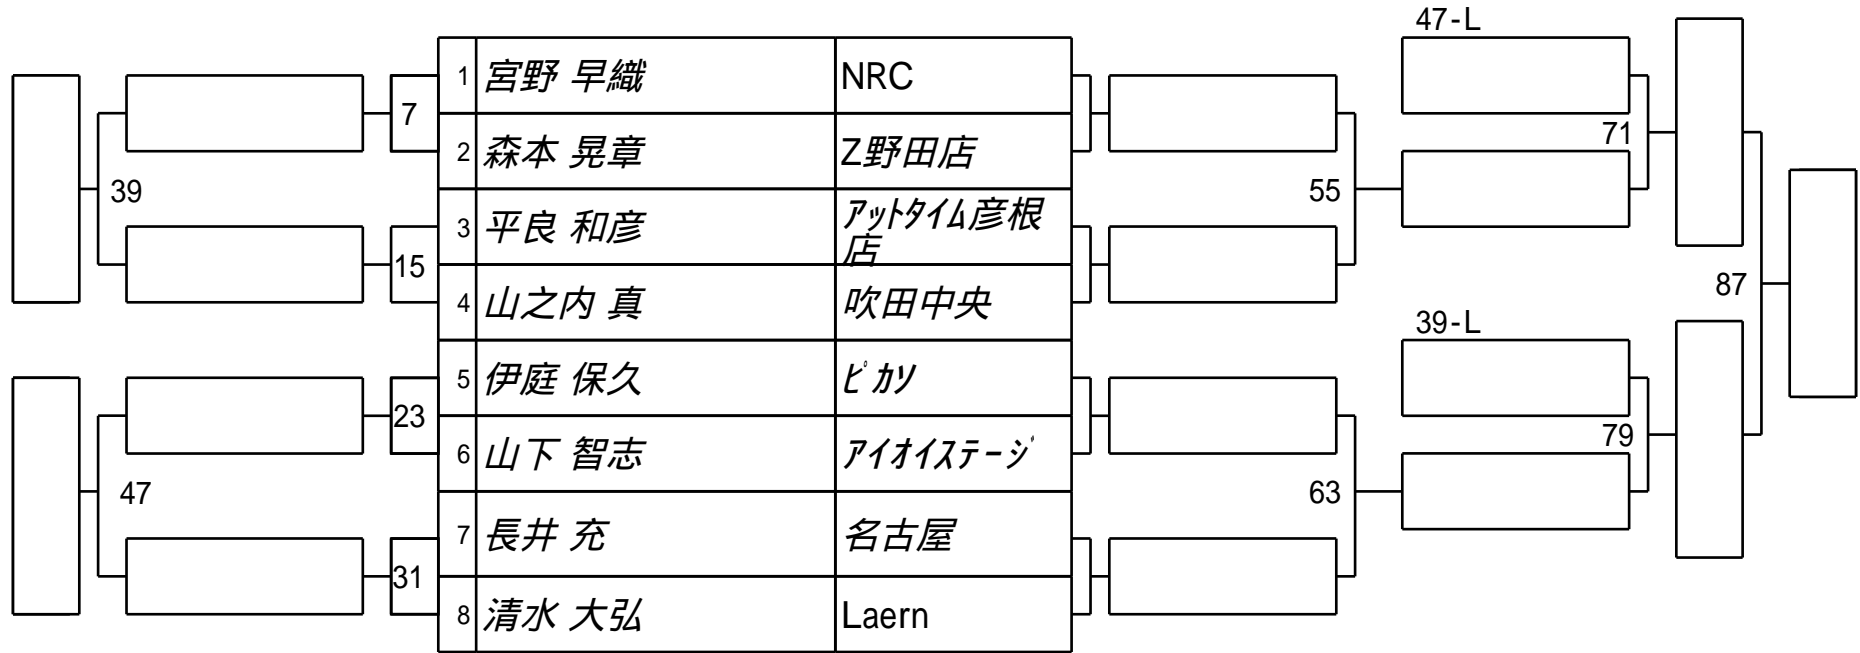 47-L
1 宮野 早織 NRC
7
71
2 森本 晃章 Z野田店
39
55
3 平良 和彦 ｱｯﾄﾀｲﾑ彦根
店
15
4 山之内 真 吹田中央
87
39-L
5 伊庭 保久 ﾋﾟｶｿ
23
79
6 山下 智志 ｱｲｵｲｽﾃｰｼﾞ
47
63
7 長井 充 名古屋
31
8 清水 大弘 Laern